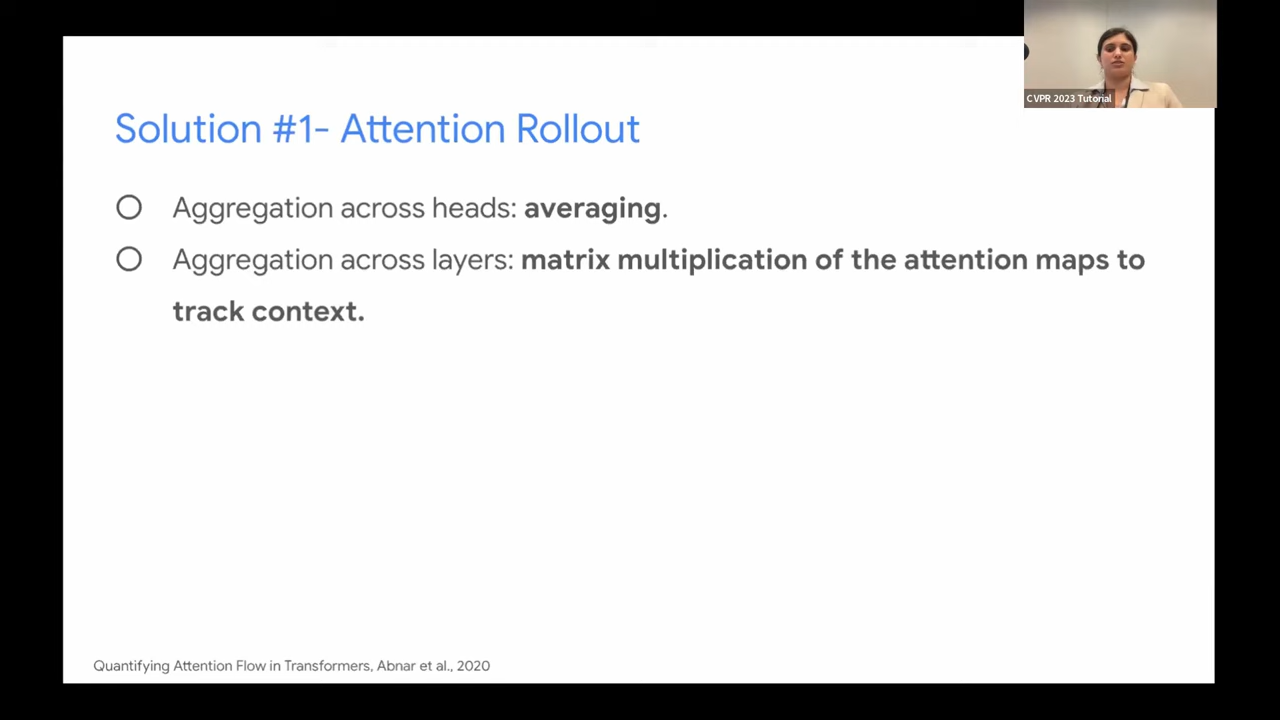 CVPR 2023 Tutorial
Solution #1- Attention Rollout
Aggregation across heads: averaging.
Aggregation across layers: matrix multiplication of the attention maps to
track context.
Quantifying Attention Flow in Transformers, Abnar et al., 2020